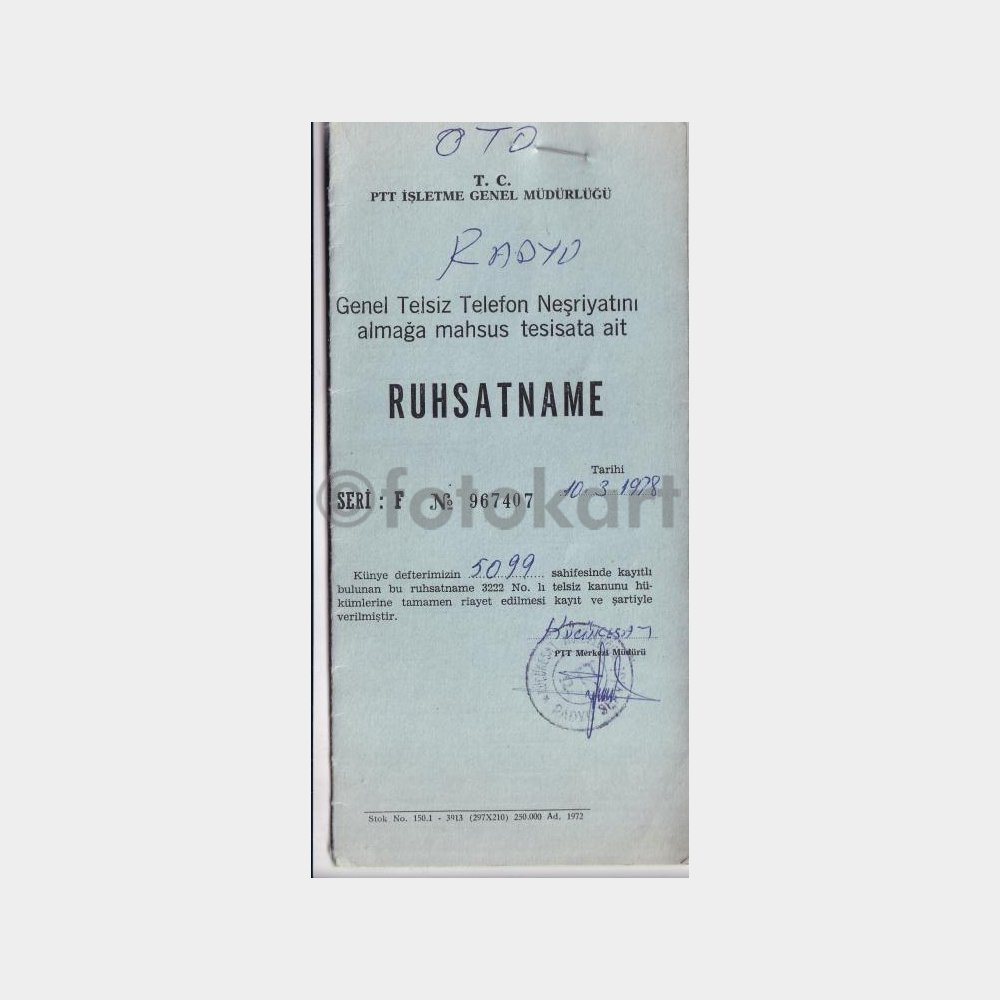 OTO
T. C.
PTT İŞLETME GENEL MÜDÜRLÜĞÜ
RADYO
Genel Telsiz Telefon Neşriyatını
almağa mahsus tesisata ait
RUHSATNAME
Tarihi
10-3-1978
SERİ : F № 967407
©fotokart
Künye defterimizin 5099 sahifesinde kayıtlı
bulunan bu ruhsatname 3222 No. lı telsiz kanunu hü-
kümlerine tamamen riayet edilmesi kayıt ve şartiyle
verilmiştir.
KÜÇÜKESAT
PTT Merkezi Müdürü
RADYO
Stok No. 150.1 - 3913 (297X210) 250.000 Ad, 1972